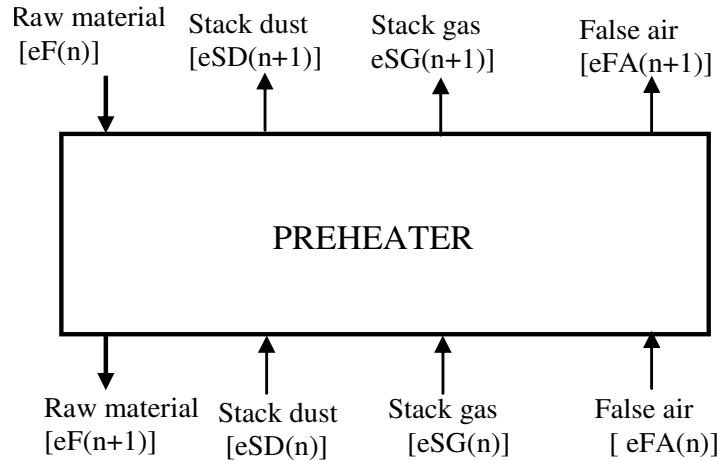 Raw material
[eF(n)]
Stack dust
[eSD(n+1)]
Stack gas
eSG(n+1)]
False air
[eFA(n+1)]
PREHEATER
Raw material
[eF(n+1)]
Stack dust
[eSD(n)]
Stack gas
[eSG(n)]
False air
[ eFA(n)]